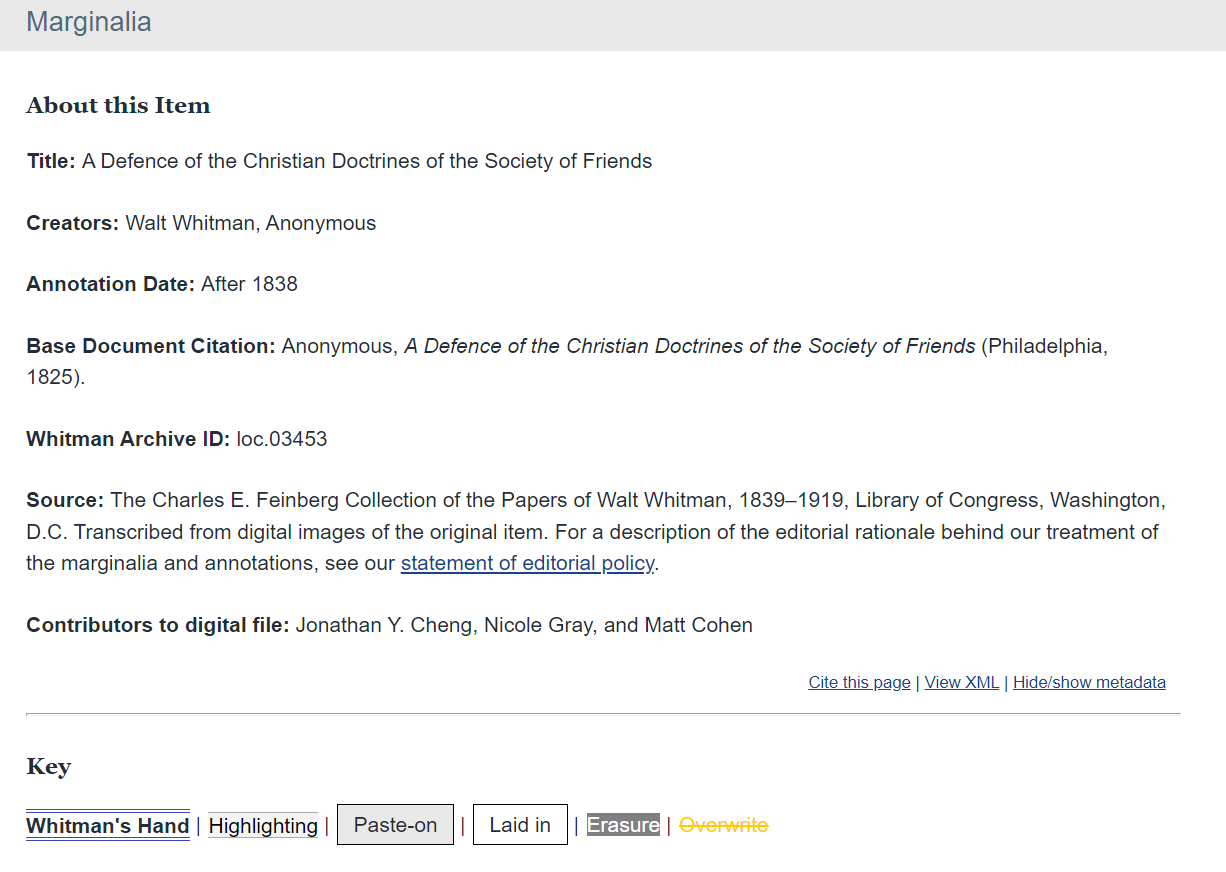 Marginalia
About this Item
Title: A Defence of the Christian Doctrines of the Society of Friends
Creators: Walt Whitman, Anonymous
Annotation Date: After 1838
Base Document Citation: Anonymous, A Defence of the Christian Doctrines of the Society of Friends (Philadelphia,
1825).
Whitman Archive ID: loc.03453
Source: The Charles E. Feinberg Collection of the Papers of Walt Whitman, 1839–1919, Library of Congress, Washington,
D.C. Transcribed from digital images of the original item. For a description of the editorial rationale behind our treatment of
the marginalia and annotations, see our statement of editorial policy.
Contributors to digital file: Jonathan Y. Cheng, Nicole Gray, and Matt Cohen
Cite this page | View XML | Hide/show metadata
Key
Whitman's Hand | Highlighting | Paste-on | Laid in | Erasure | Overwrite